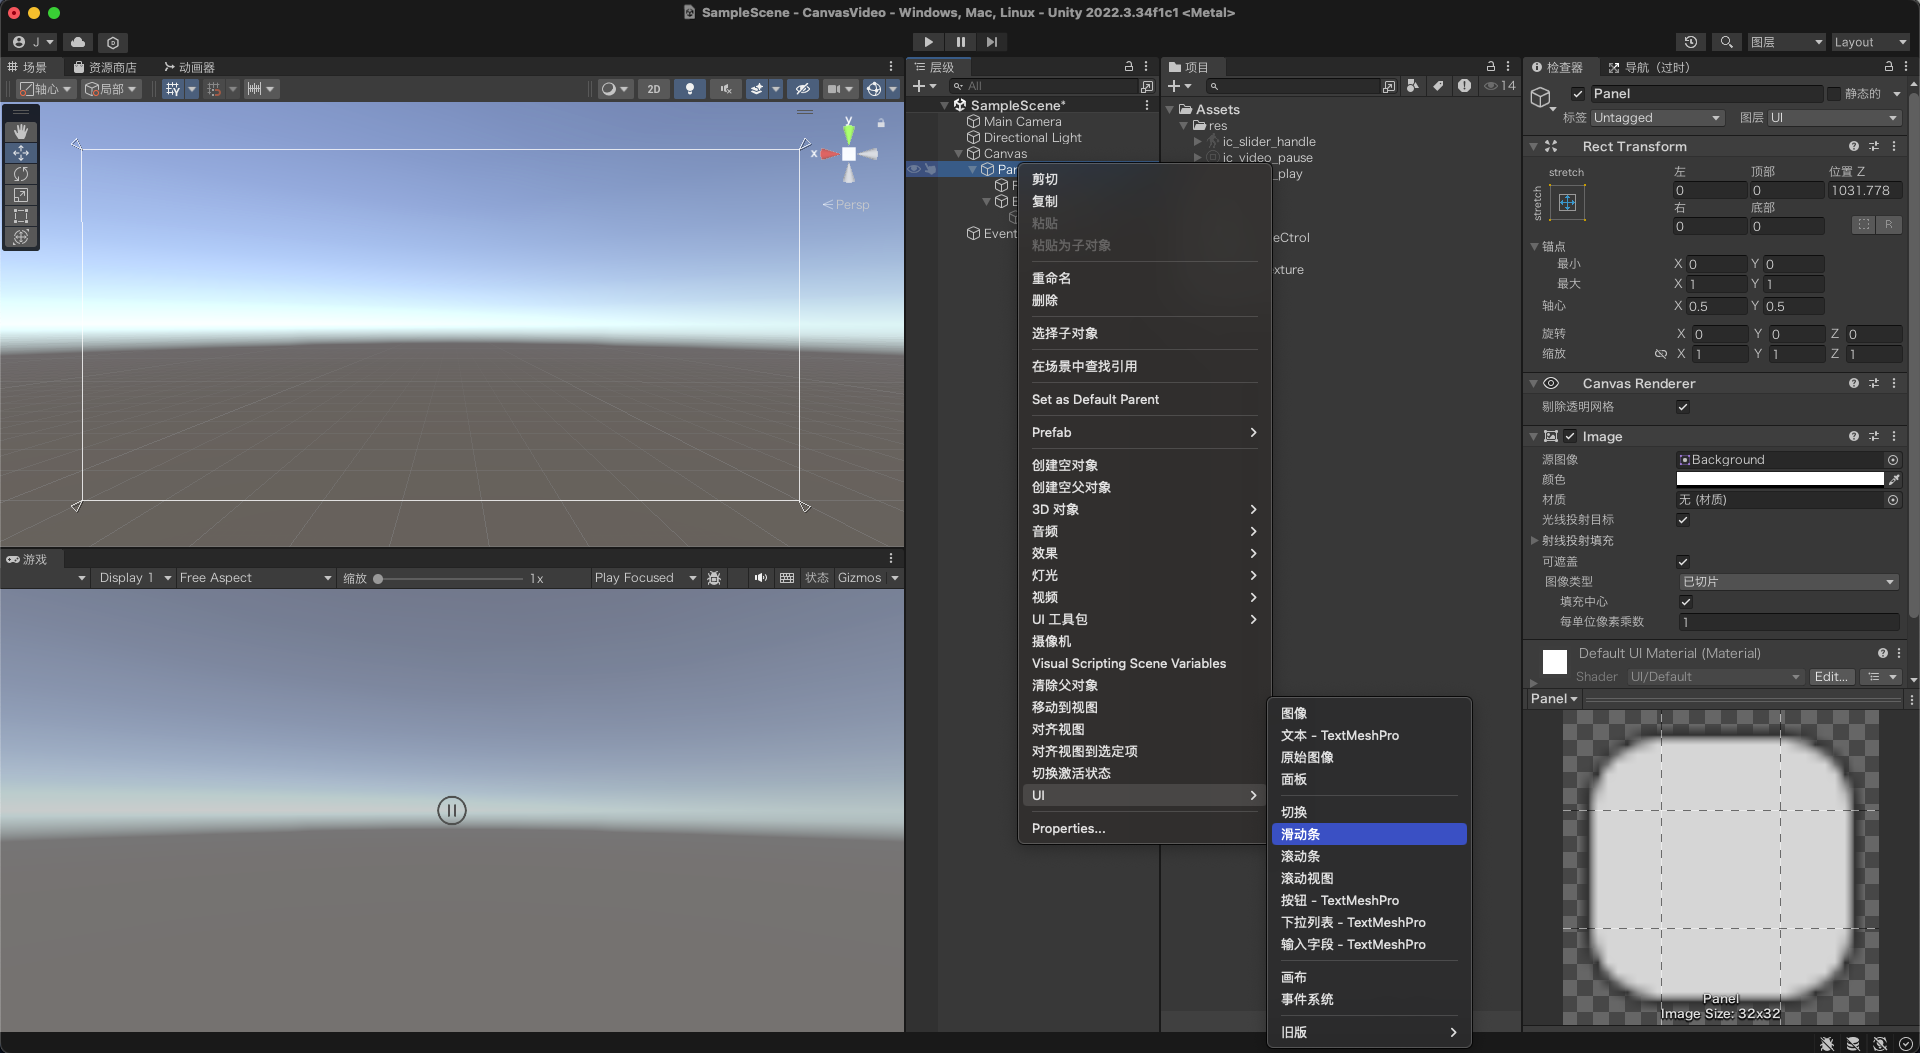 SampleScene - CanvasVideo - Windows, Mac, Linux - Unity 2022.3.34f1c1 <Metal>
J
图层
Layout
场景
资源商店
动画器
轴心
局部
2D
y
x
Persp
层级
All
SampleScene*
Main Camera
Directional Light
Canvas
Event
项目
Assets
res
ic_slider_handle
ic_video_pause
_play
eCtrol
xture
14
剪切
复制
粘贴
粘贴为子对象
重命名
删除
选择子对象
在场景中查找引用
Set as Default Parent
Prefab
创建空对象
创建空父对象
3D 对象
音频
效果
灯光
视频
UI 工具包
摄像机
Visual Scripting Scene Variables
清除父对象
移动到视图
对齐视图
对齐视图到选定项
切换激活状态
UI
Properties...
图像
文本 - TextMeshPro
原始图像
面板
切换
滑动条
滚动条
滚动视图
按钮 - TextMeshPro
下拉列表 - TextMeshPro
输入字段 - TextMeshPro
画布
事件系统
旧版
游戏
Display 1
Free Aspect
缩放
1x
Play Focused
状态
Gizmos
检查器
导航（过时）
Panel
静态的
标签 Untagged
图层 UI
Rect Transform
stretch
stretch
左
顶部
位置 Z
0
0
1031.778
右
底部
0
0
R
锚点
最小 X 0 Y 0
最大 X 1 Y 1
轴心 X 0.5 Y 0.5
旋转 X 0 Y 0 Z 0
缩放 X 1 Y 1 Z 1
Canvas Renderer
剔除透明网格
Image
源图像 Background
颜色
材质 无 (材质)
光线投射目标
射线投射填充
可遮盖
图像类型 已切片
填充中心
每单位像素乘数 1
Default UI Material (Material)
Shader UI/Default Edit...
Panel
Panel
Image Size: 32x32